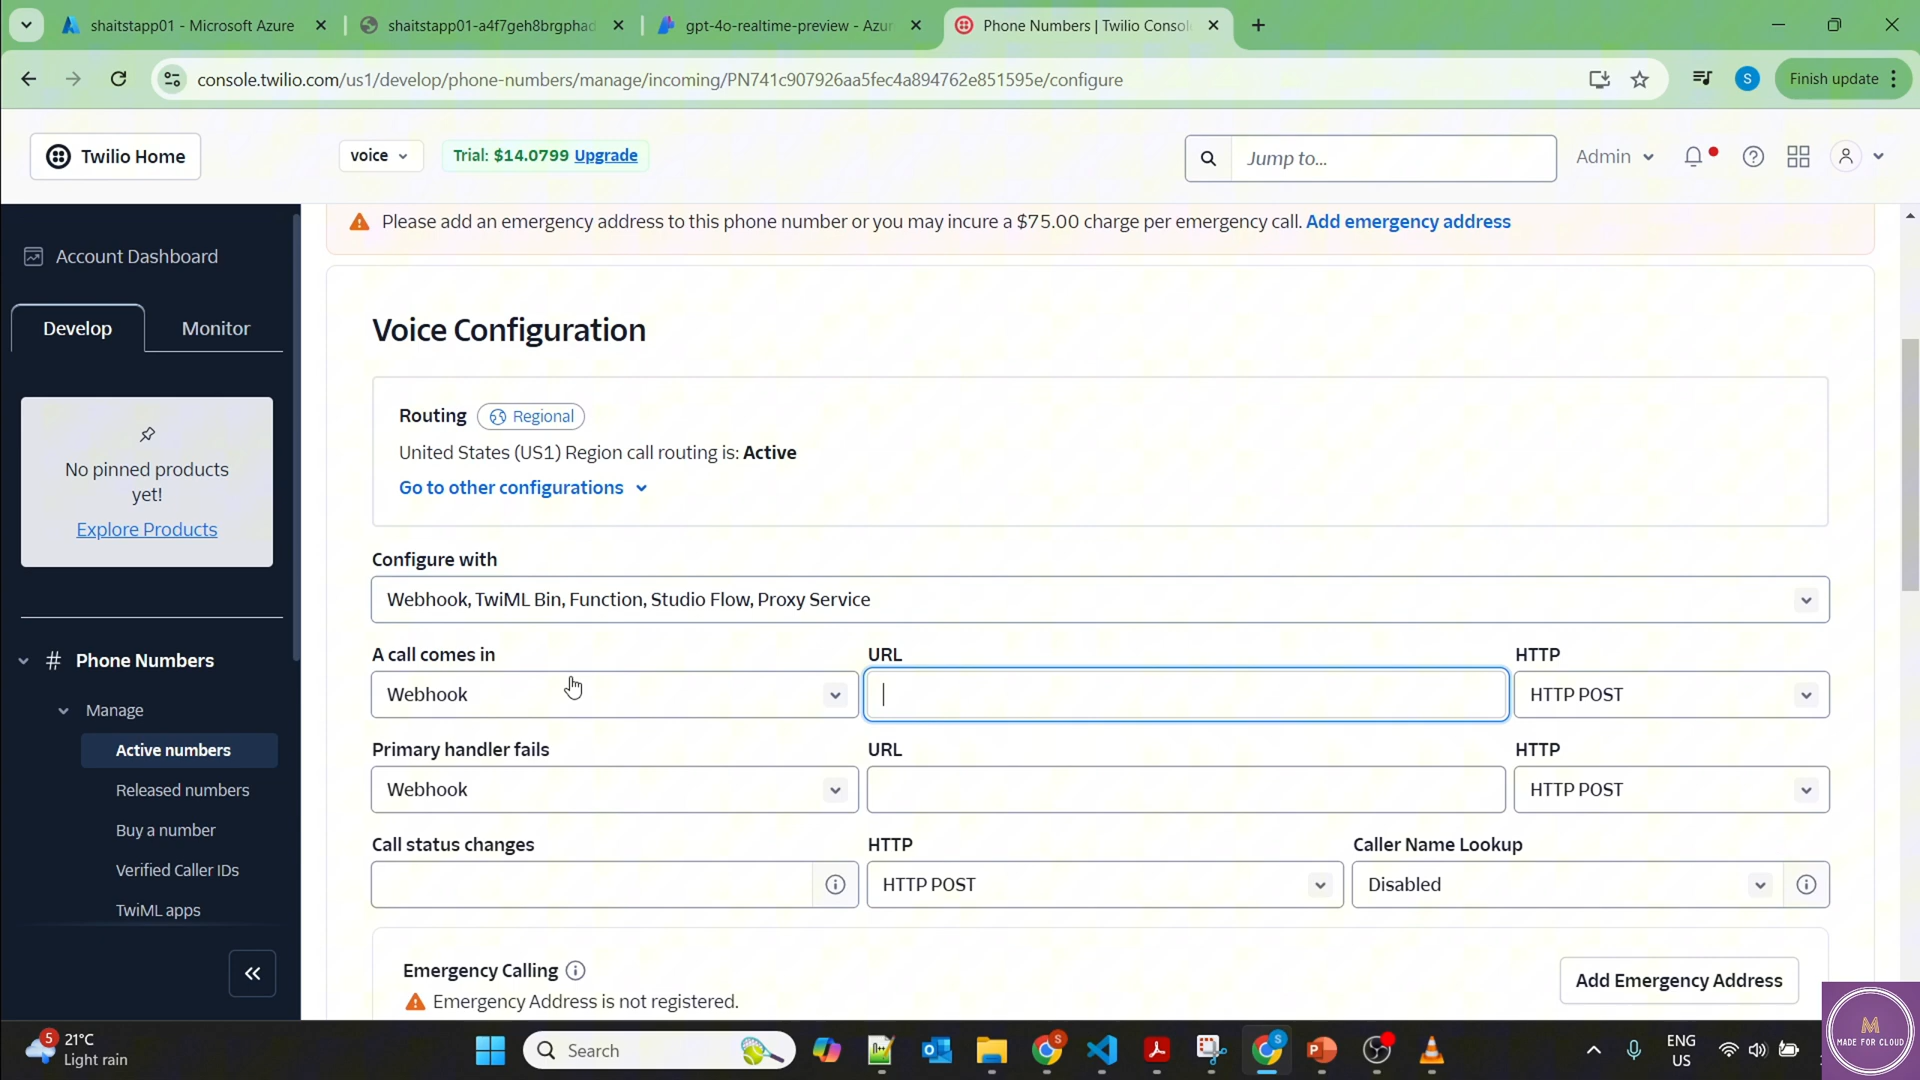 shaitstapp01 - Microsoft Azure
shaitstapp01-a4f7geh8brgphad
gpt-4o-realtime-preview - Azur
Phone Numbers | Twilio Consol
console.twilio.com/us1/develop/phone-numbers/manage/incoming/PN741c907926aa5fec4a894762e851595e/configure
S
Finish update
Twilio Home
voice
Trial: $14.0799 Upgrade
Jump to...
Admin
Please add an emergency address to this phone number or you may incure a $75.00 charge per emergency call. Add emergency address
Account Dashboard
Develop
Monitor
No pinned products
yet!
Explore Products
# Phone Numbers
Manage
Active numbers
Released numbers
Buy a number
Verified Caller IDs
TwiML apps
Voice Configuration
Routing
Regional
United States (US1) Region call routing is: Active
Go to other configurations
Configure with
Webhook, TwiML Bin, Function, Studio Flow, Proxy Service
A call comes in
URL
HTTP
Webhook
HTTP POST
Primary handler fails
URL
HTTP
Webhook
HTTP POST
Call status changes
HTTP
Caller Name Lookup
HTTP POST
Disabled
Emergency Calling
Emergency Address is not registered.
Add Emergency Address
5
21°C
Light rain
Search
ENG
US
M
MADE FOR CLOUD